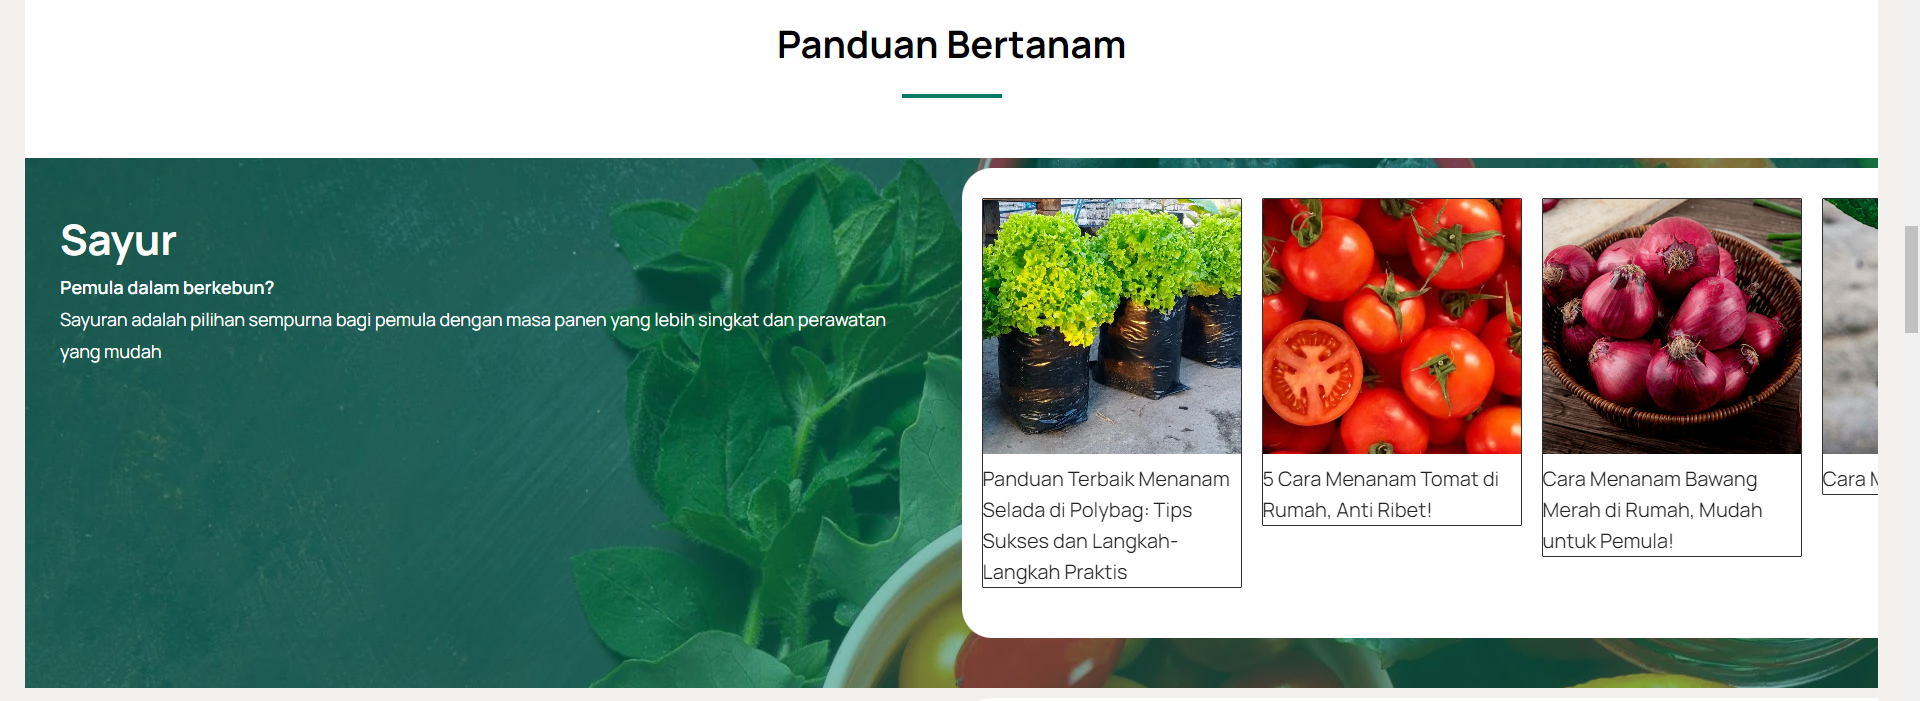 Panduan Bertanam
Sayur
Pemula dalam berkebun?
Sayuran adalah pilihan sempurna bagi pemula dengan masa panen yang lebih singkat dan perawatan
yang mudah
Panduan Terbaik Menanam
Selada di Polybag: Tips
Sukses dan Langkah-
Langkah Praktis
5 Cara Menanam Tomat di
Rumah, Anti Ribet!
Cara Menanam Bawang
Merah di Rumah, Mudah
untuk Pemula!
Cara